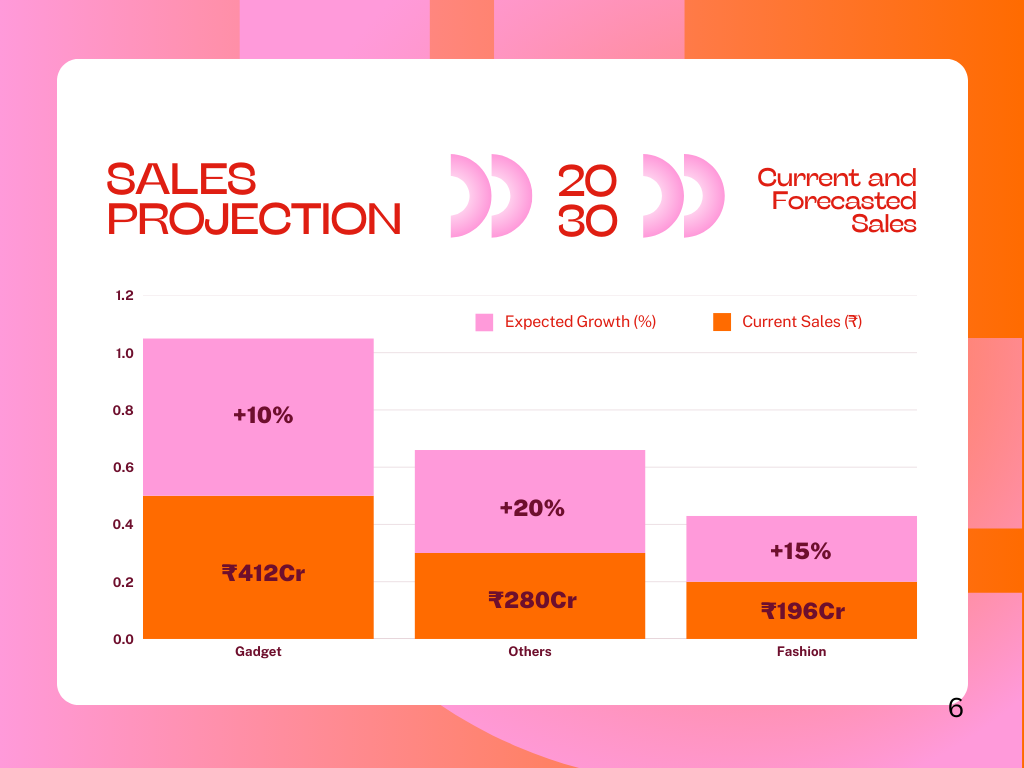 SALES
PROJECTION
20
30
Current and
Forecasted
Sales
Expected Growth (%)
Current Sales (₹)
1.2
1.0
0.8
0.6
0.4
0.2
0.0
+10%
₹412Cr
+20%
₹280Cr
+15%
₹196Cr
Gadget
Others
Fashion
6